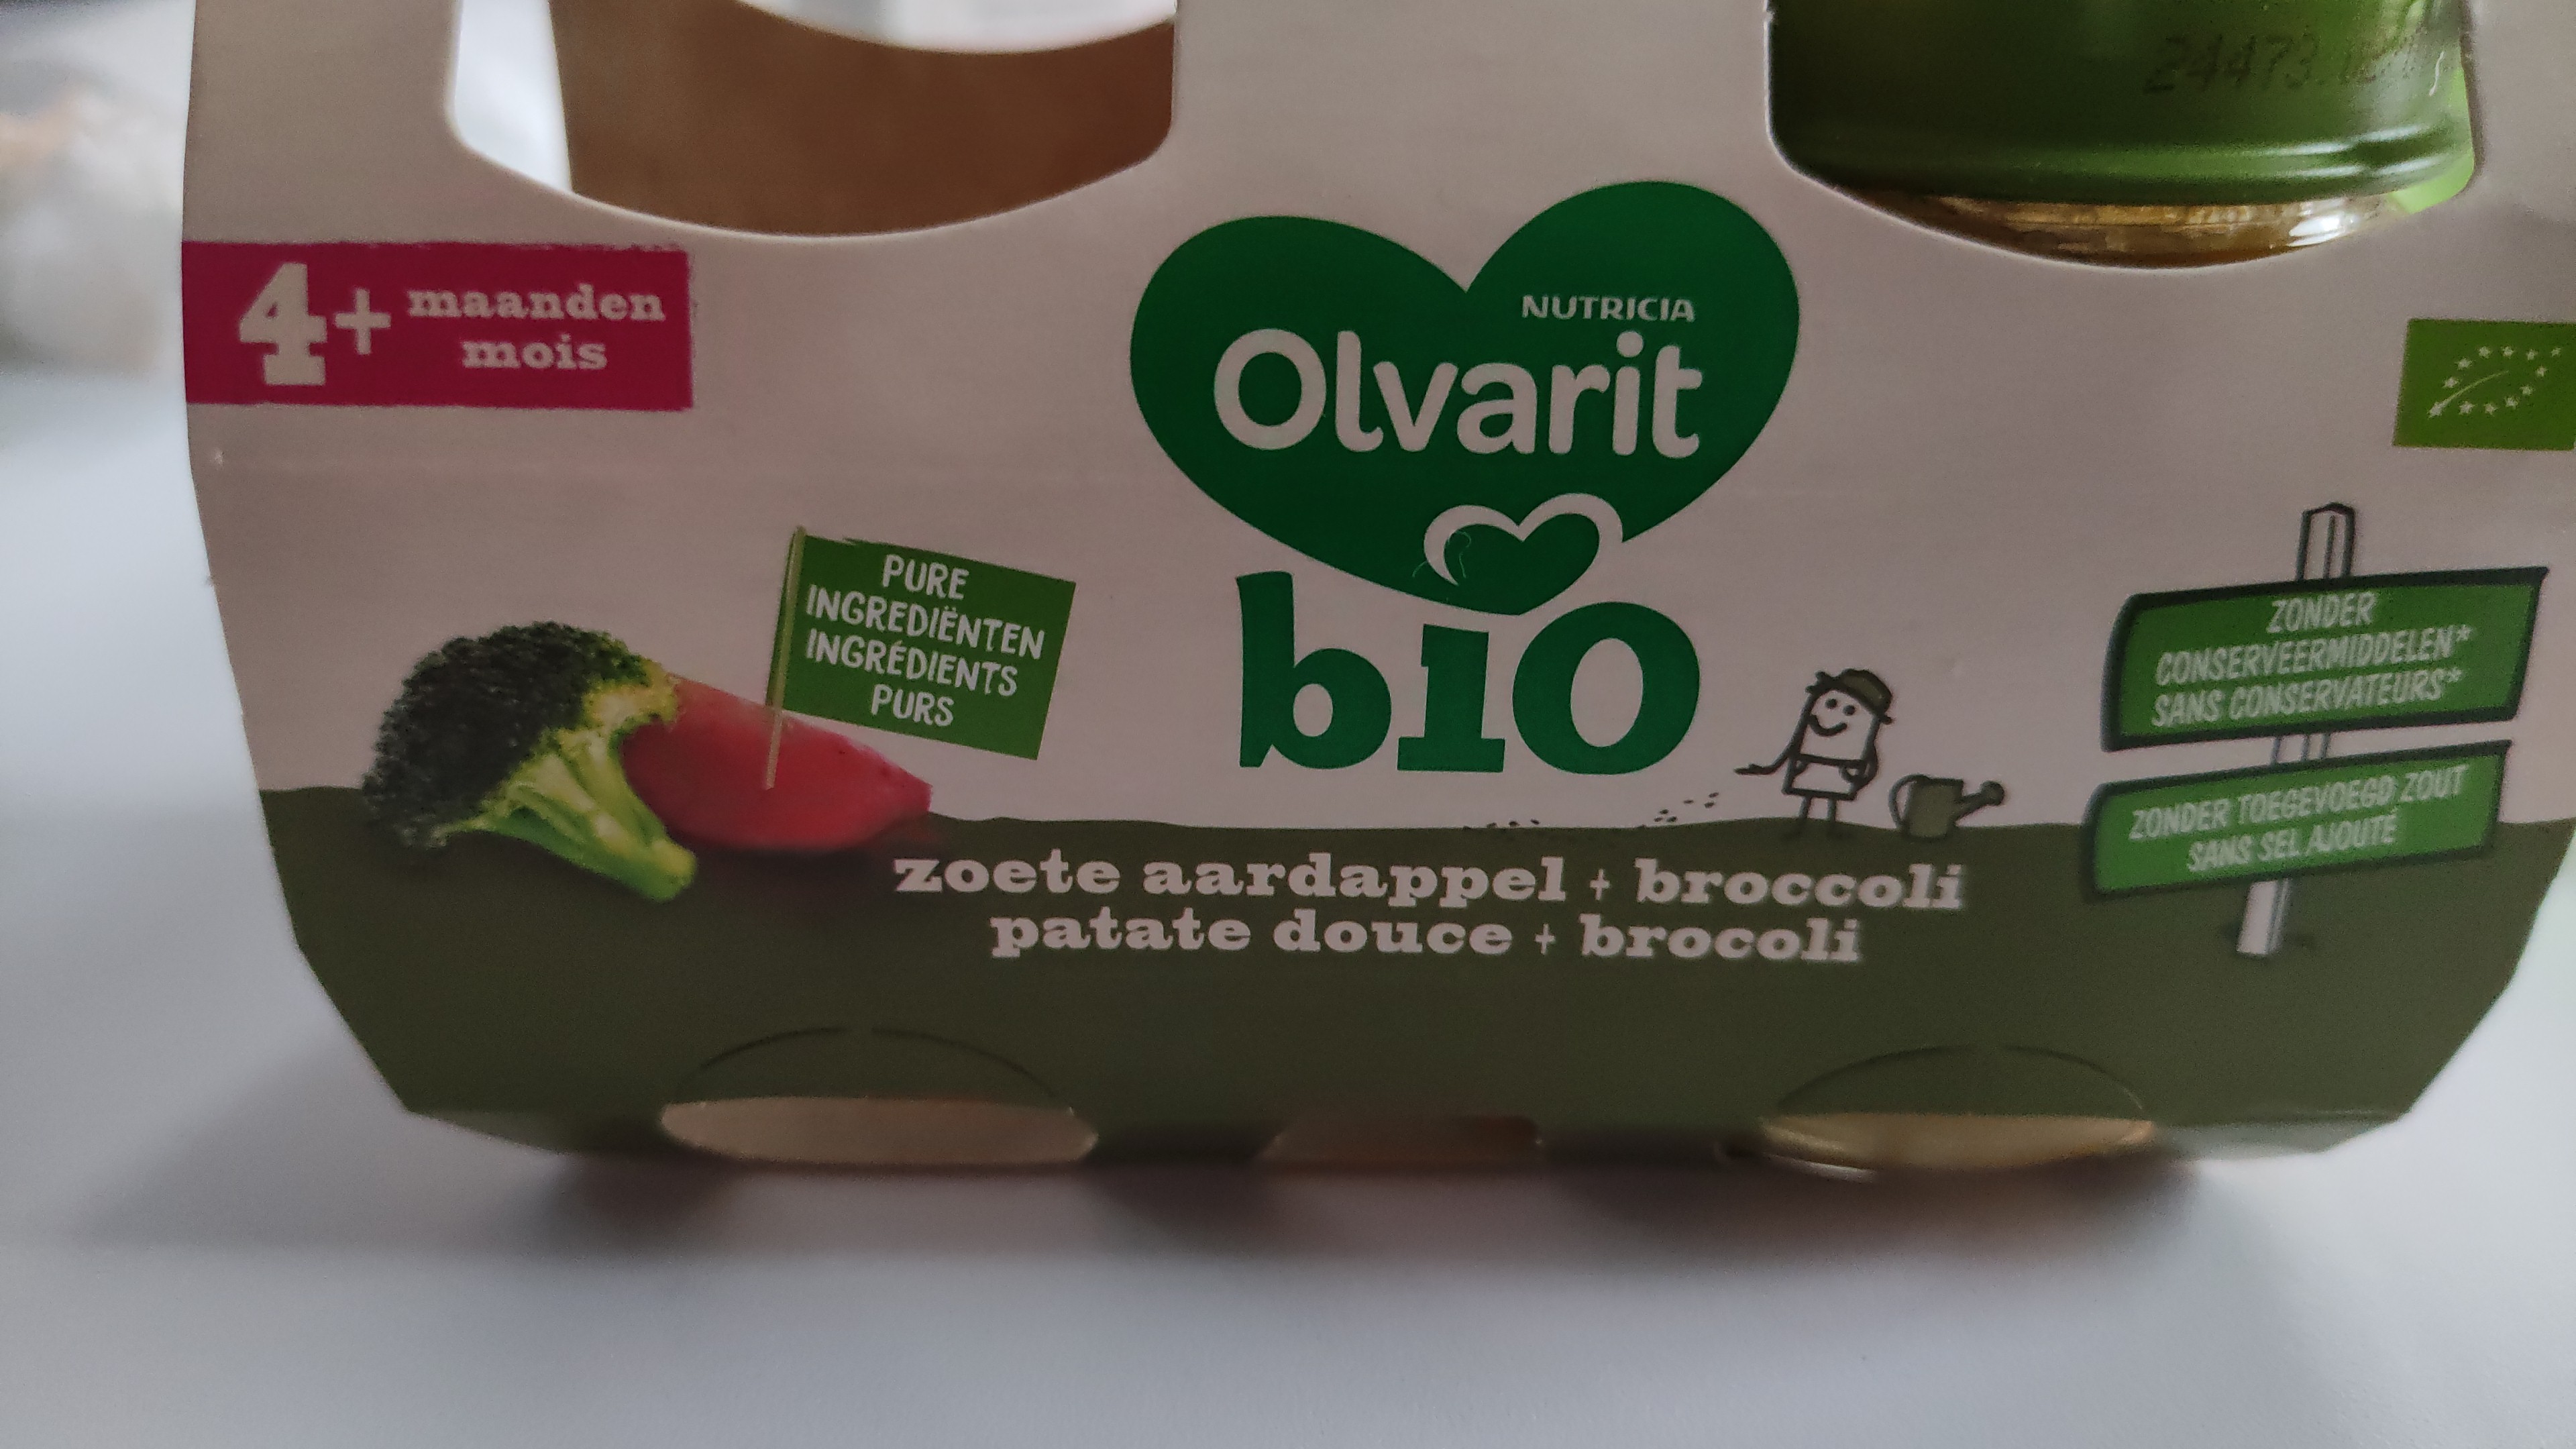 4+ maanden
mois
NUTRICIA
Olvarit
bio
PURE
INGREDIËNTEN
INGRÉDIENTS
PURS
ZONDER
CONSERVEERMIDDELEN*
SANS CONSERVATEURS*
ZONDER TOEGEVOEGD ZOUT
SANS SEL AJOUTÉ
zoete aardappel + broccoli
patate douce + brocoli